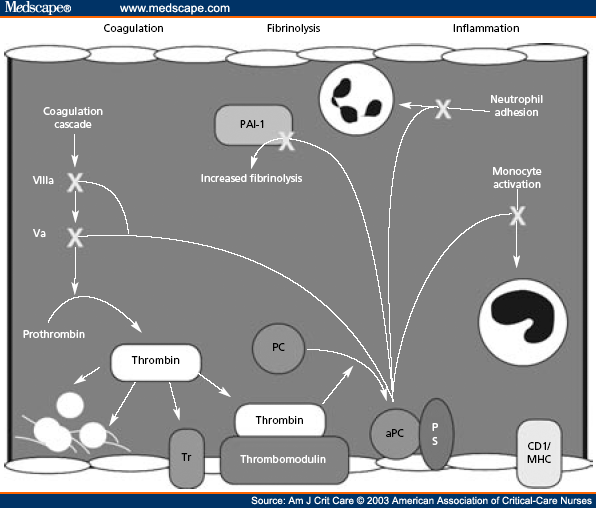 Medscape® www.medscape.com
Coagulation
Fibrinolysis
Inflammation
Coagulation
cascade
VIIIa
Va
Prothrombin
Thrombin
PAI-1
Increased fibrinolysis
Neutrophil
adhesion
Monocyte
activation
X
X
X
X
X
PC
Thrombin
Thrombomodulin
Tr
aPC
P
S
CD1/
MHC
Source: Am J Crit Care © 2003 American Association of Critical-Care Nurses